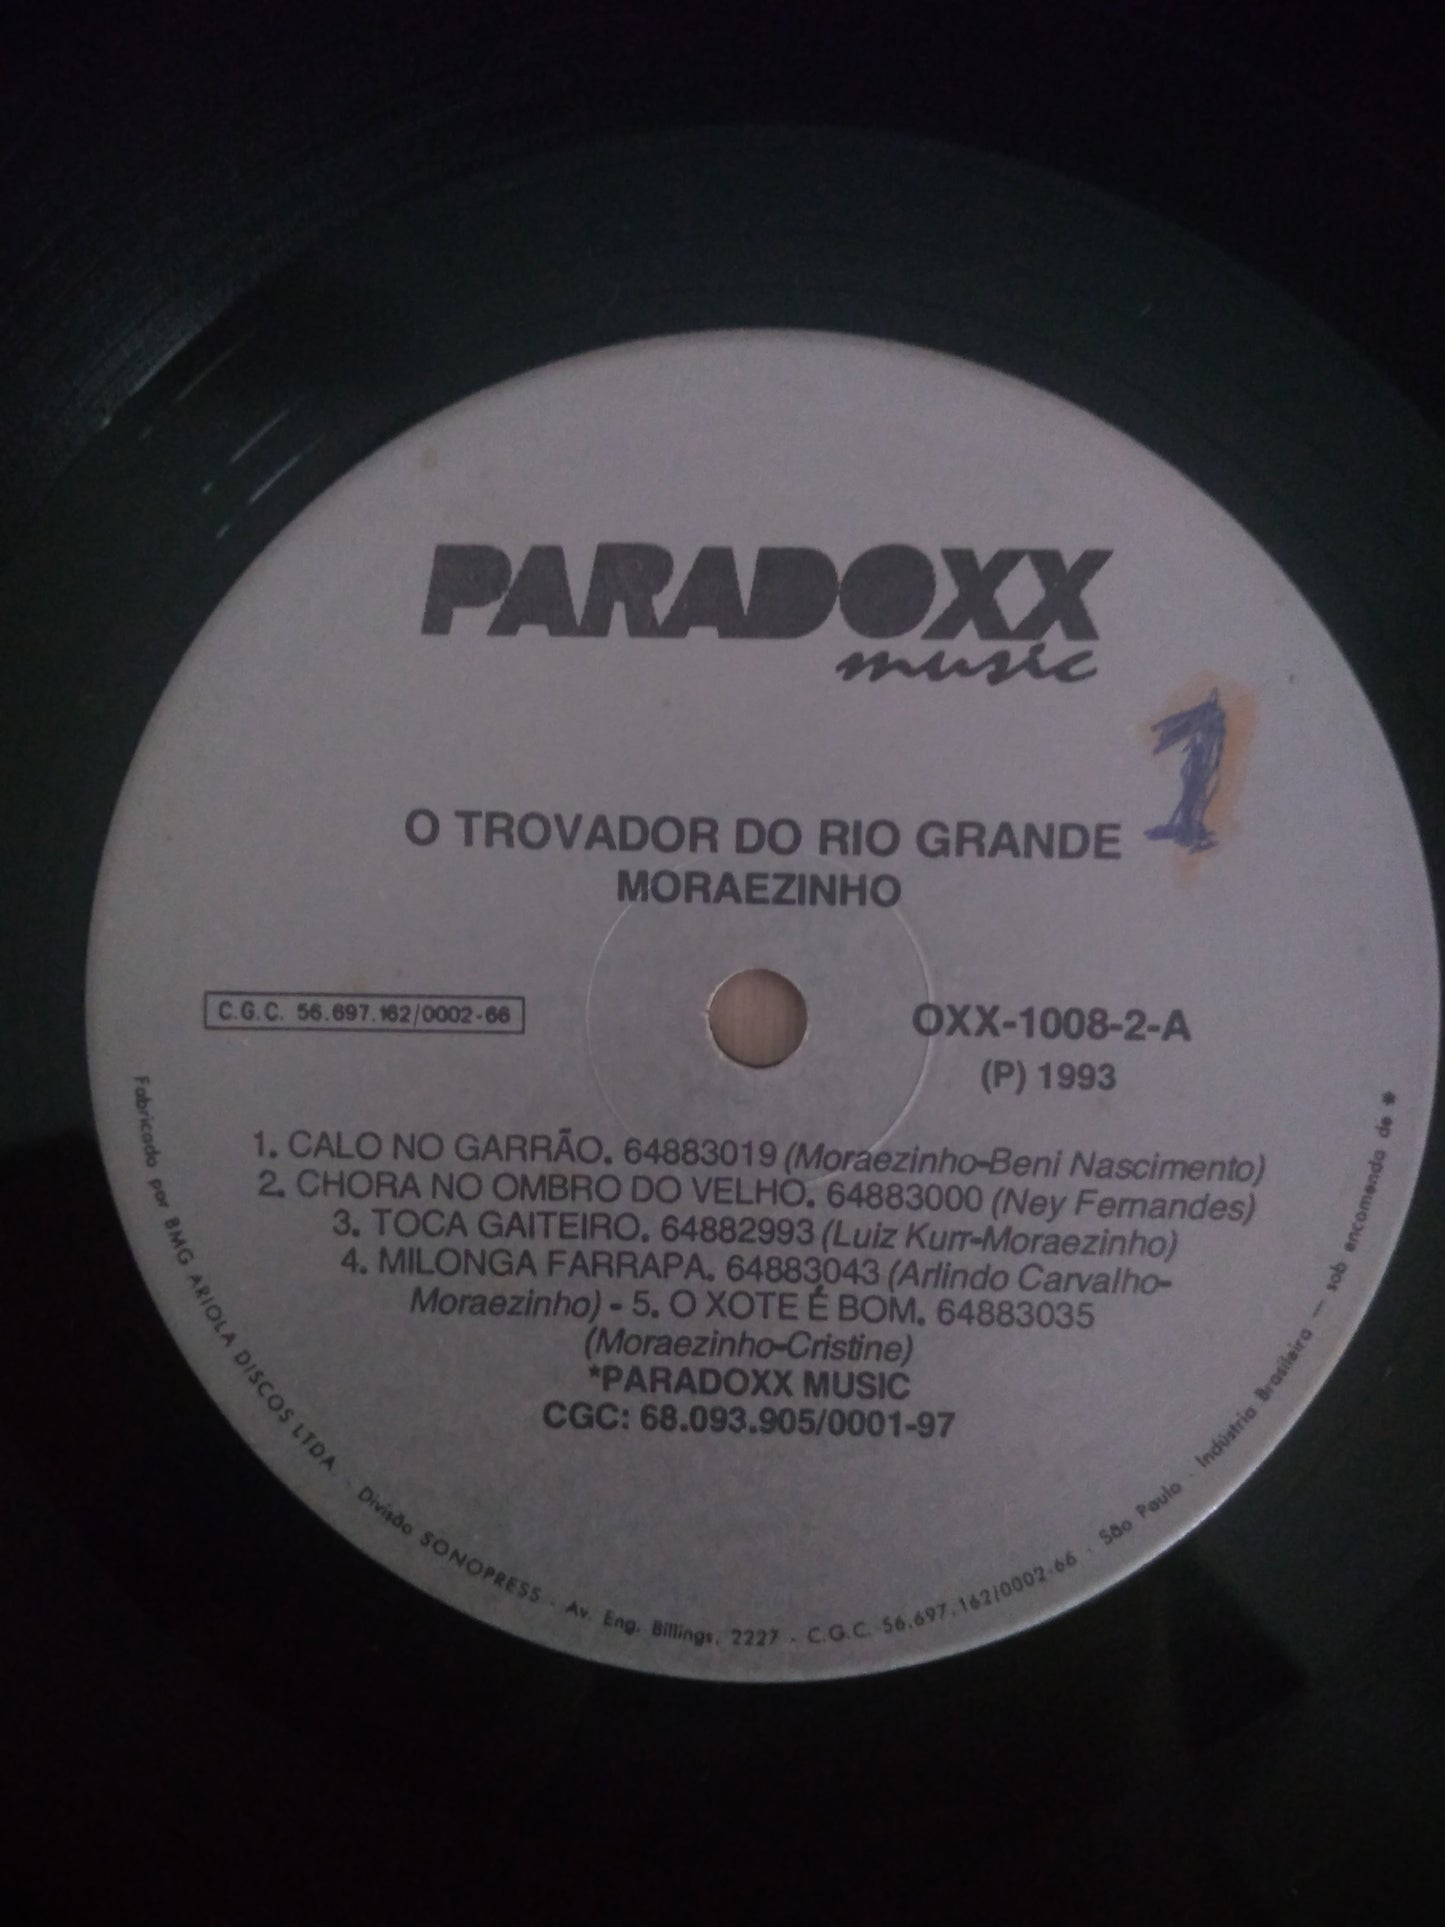 PARADOXX
music
1
O TROVADOR DO RIO GRANDE
MORAEZINHO
C.G.C. 56.697.162/0002-66
OXX-1008-2-A
(P) 1993
1. CALO NO GARRÃO. 64883019 (Moraezinho-Beni Nascimento)
2. CHORA NO OMBRO DO VELHO. 64883000 (Ney Fernandes)
3. TOCA GAITEIRO. 64882993 (Luiz Kurr-Moraezinho)
4. MILONGA FARRAPA. 64883043 (Arlindo Carvalho-
Moraezinho) - 5. O XOTE É BOM. 64883035
(Moraezinho-Cristine)
*PARADOXX MUSIC
CGC: 68.093.905/0001-97
Fabricado por BMG ARIOLA DISCOS LTDA · Divisão SONOPRESS · Av. Eng. Billings, 2227 · C.G.C. 56.697.162/0002-66 · São Paulo · Indústria Brasileira — sob encomenda de *